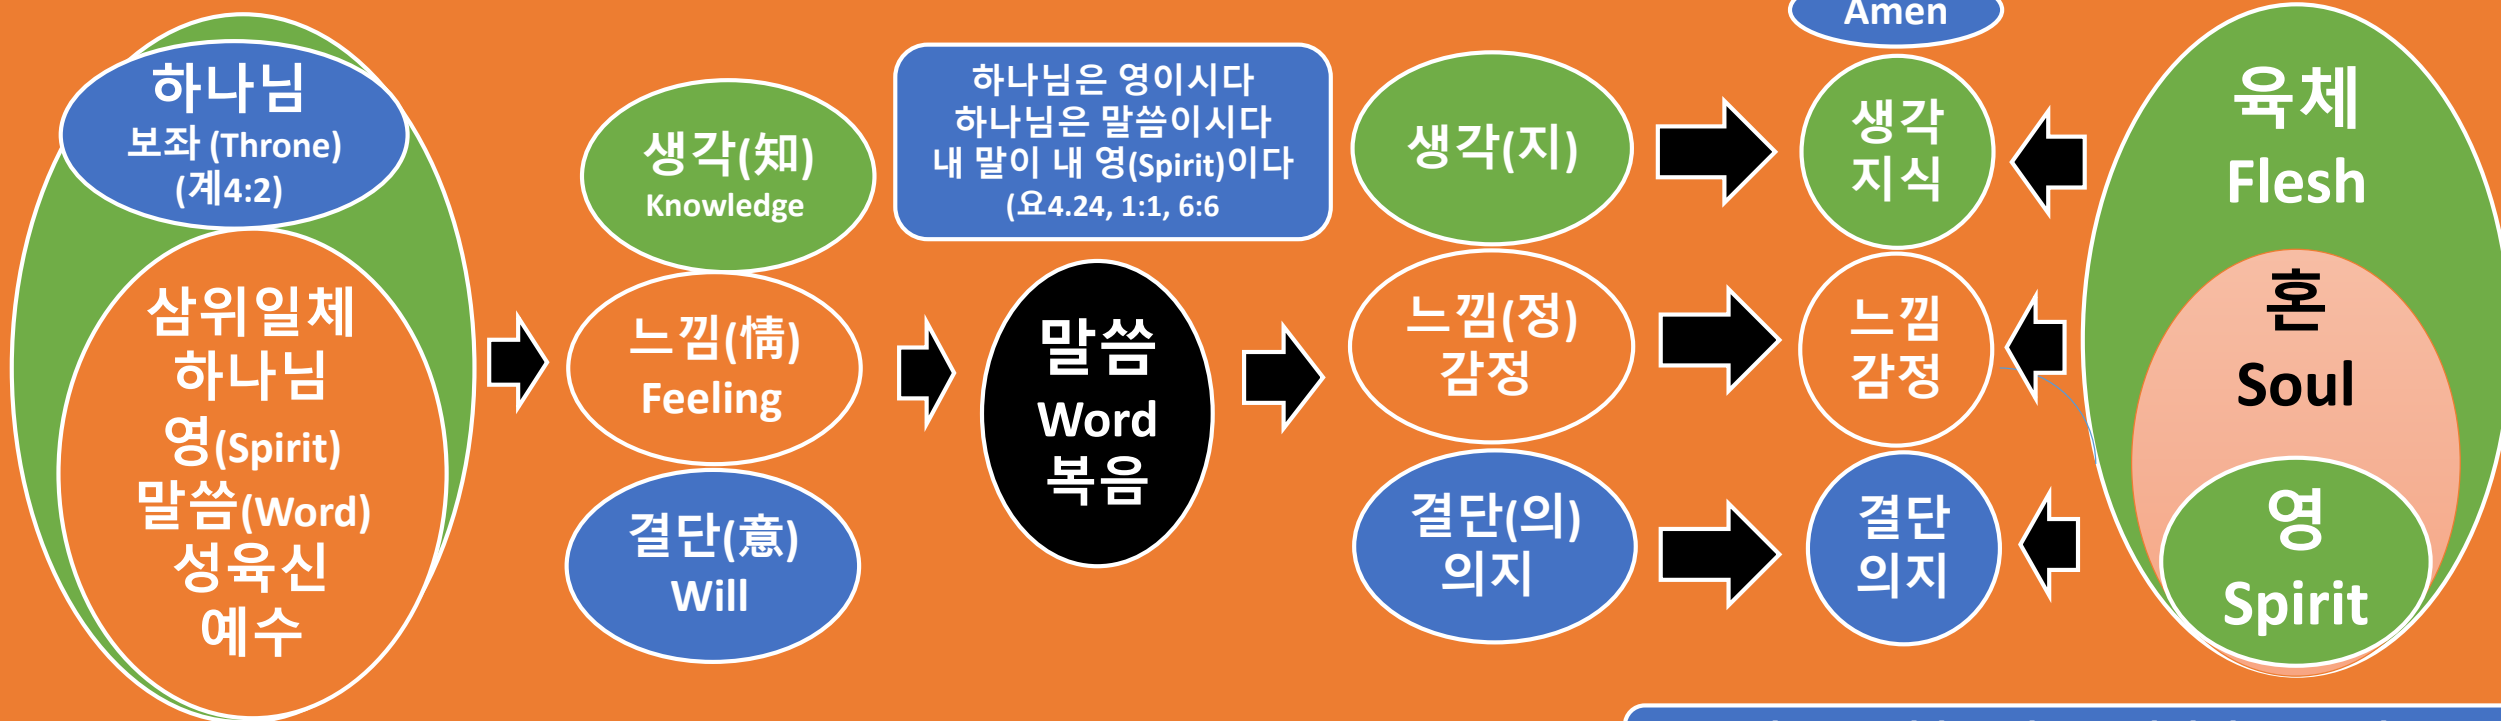 하나님
보좌 (Throne)
(계4:2)
삼위일체
하나님
영(Spirit)
말씀(Word)
성육신
예수
생각(知)
Knowledge
느낌(情)
Feeling
결단(意)
Will
하나님은 영이시다
하나님은 말씀이시다
내 말이 내 영(Spirit)이다
(요4.24, 1:1, 6:6
말씀
Word
복음
생각(지)
느낌(정)
감정
결단(의)
의지
Amen
생각
지식
느낌
감정
결단
의지
육체
Flesh
혼
Soul
영
Spirit